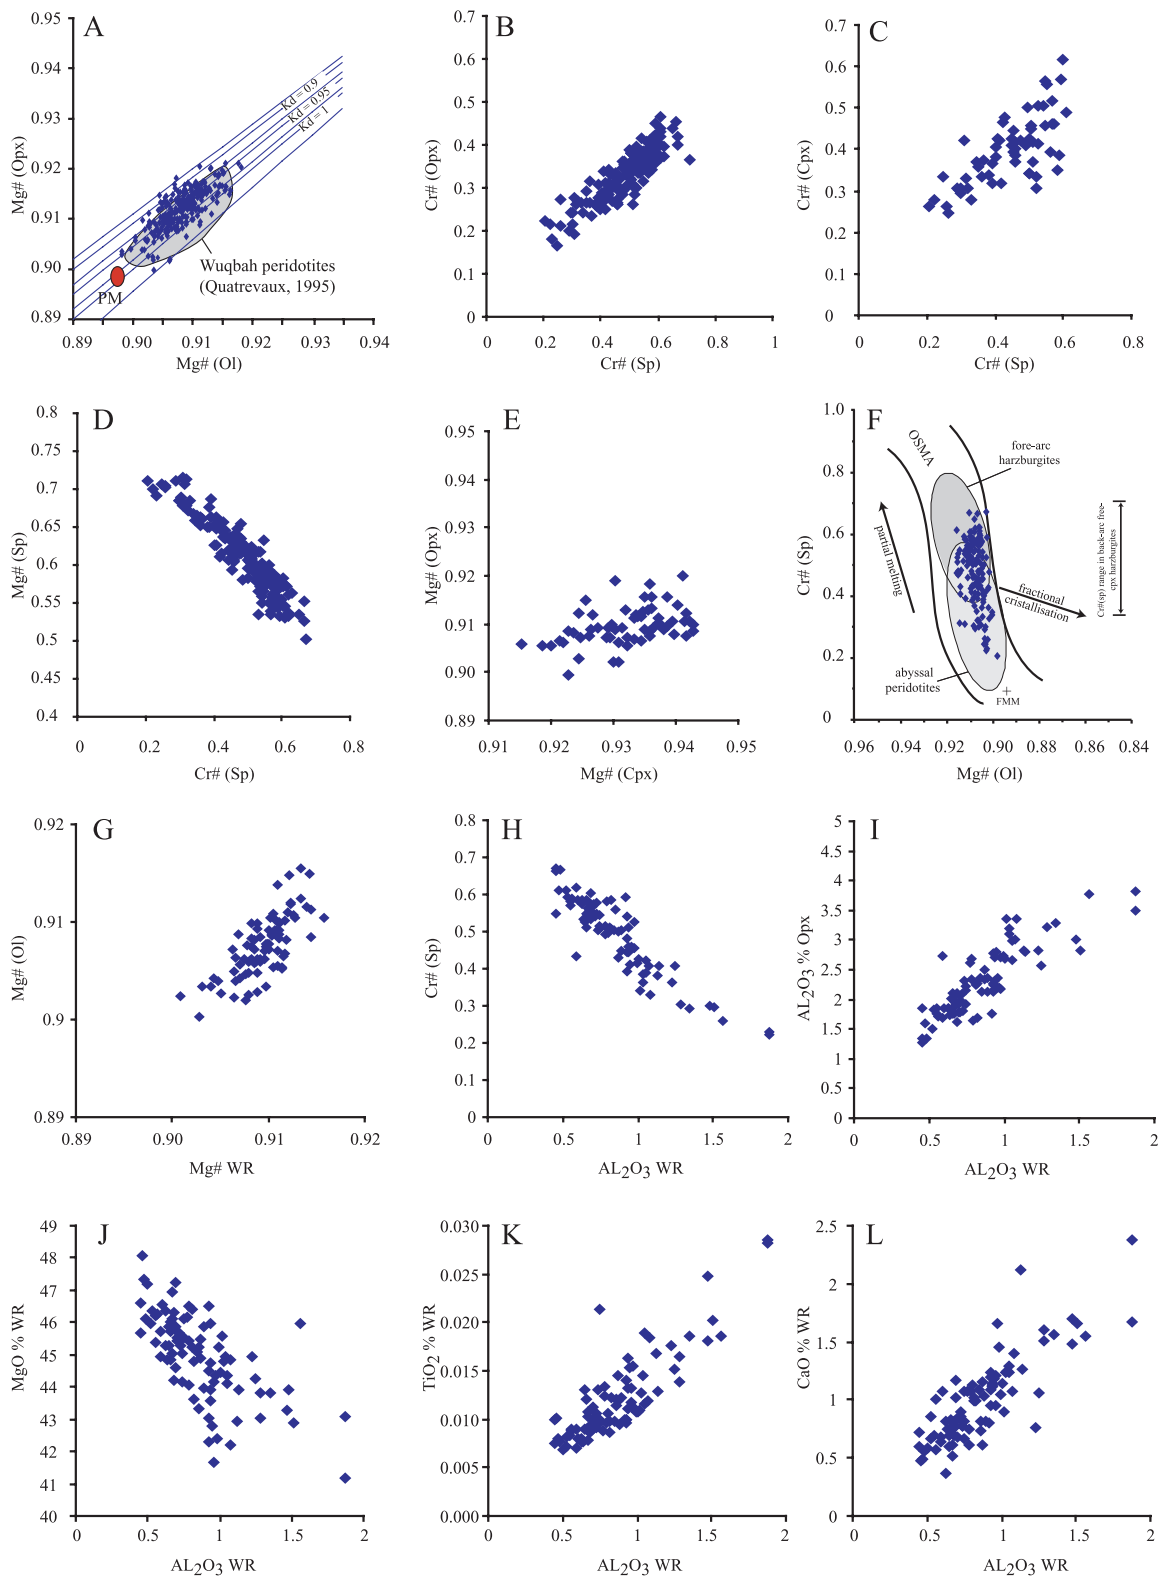 A
0.95
0.94
0.93
0.92
0.91
0.90
0.89
Mg# (Opx)
Kd = 0.9
Kd = 0.95
Kd = 1
PM
Wuqbah peridotites
(Quatrevaux, 1995)
0.89 0.90 0.91 0.92 0.93 0.94
Mg# (Ol)
B
0.7
0.6
0.5
0.4
0.3
0.2
0.1
0
Cr# (Opx)
0 0.2 0.4 0.6 0.8 1
Cr# (Sp)
C
0.7
0.6
0.5
0.4
0.3
0.2
0.1
0
Cr# (Cpx)
0 0.2 0.6 0.6 0.8
Cr# (Sp)
D
0.8
0.7
0.65
0.6
0.55
0.5
0.45
0.4
Mg# (Sp)
0 0.2 0.4 0.6 0.8
Cr# (Sp)
E
0.95
0.94
0.93
0.92
0.91
0.90
0.89
Mg# (Opx)
0.91 0.92 0.93 0.94 0.95
Mg# (Cpx)
F
1.0
0.8
0.6
0.4
0.2
0
Cr# (Sp)
OSMA
fore-arc
harzburgites
partial melting
fractional
cristallisation
abyssal
peridotites
FMM
Cr#(sp) range in back-arc free-
cpx harzburgites
0.96 0.94 0.92 0.90 0.88 0.86 0.84
Mg# (Ol)
G
0.92
0.91
0.9
0.89
Mg# (Ol)
0.89 0.90 0.91 0.92
Mg# WR
H
0.8
0.7
0.6
0.5
0.4
0.3
0.2
0.1
0
Cr# (Sp)
0 0.5 1 1.5 2
AL2O3 WR
I
5
4
3.5
3
2.5
2
1.5
1
0.5
0
AL2O3 % Opx
0 0.5 1 1.5 2
AL2O3 WR
J
49
48
47
46
45
44
43
42
41
40
MgO % WR
0 0.5 1 1.5 2
AL2O3 WR
K
0.030
0.025
0.020
0.015
0.010
0.005
0.000
TiO2 % WR
0 0.5 1 1.5 2
AL2O3 WR
L
2.5
2
1.5
1
0.5
0
CaO % WR
0 0.5 1 1.5 2
AL2O3 WR